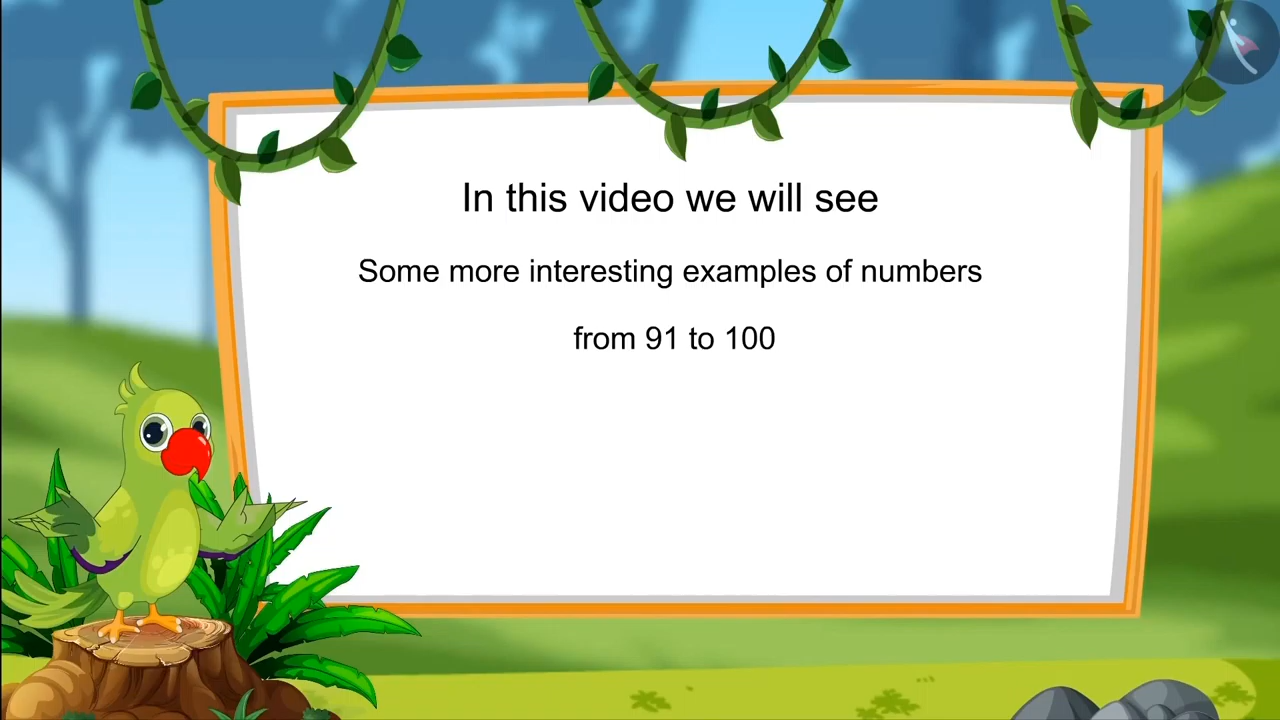 In this video we will see
Some more interesting examples of numbers
from 91 to 100